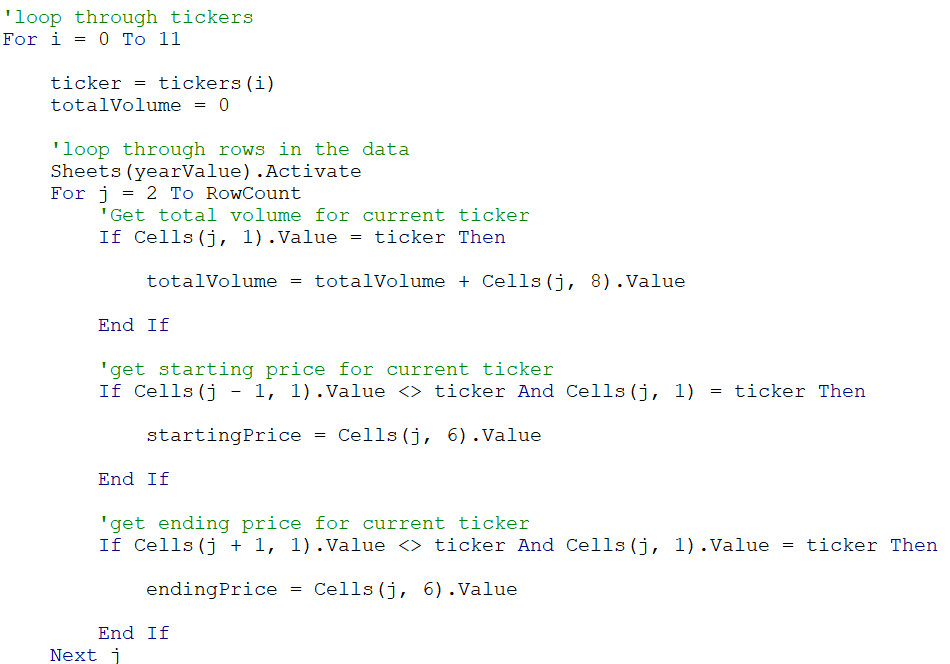 'loop through tickers
For i = 0 To 11
ticker = tickers(i)
totalVolume = 0
'loop through rows in the data
Sheets(yearValue).Activate
For j = 2 To RowCount
'Get total volume for current ticker
If Cells(j, 1).Value = ticker Then
totalVolume = totalVolume + Cells(j, 8).Value
End If
'get starting price for current ticker
If Cells(j - 1, 1).Value <> ticker And Cells(j, 1) = ticker Then
startingPrice = Cells(j, 6).Value
End If
'get ending price for current ticker
If Cells(j + 1, 1).Value <> ticker And Cells(j, 1).Value = ticker Then
endingPrice = Cells(j, 6).Value
End If
Next j